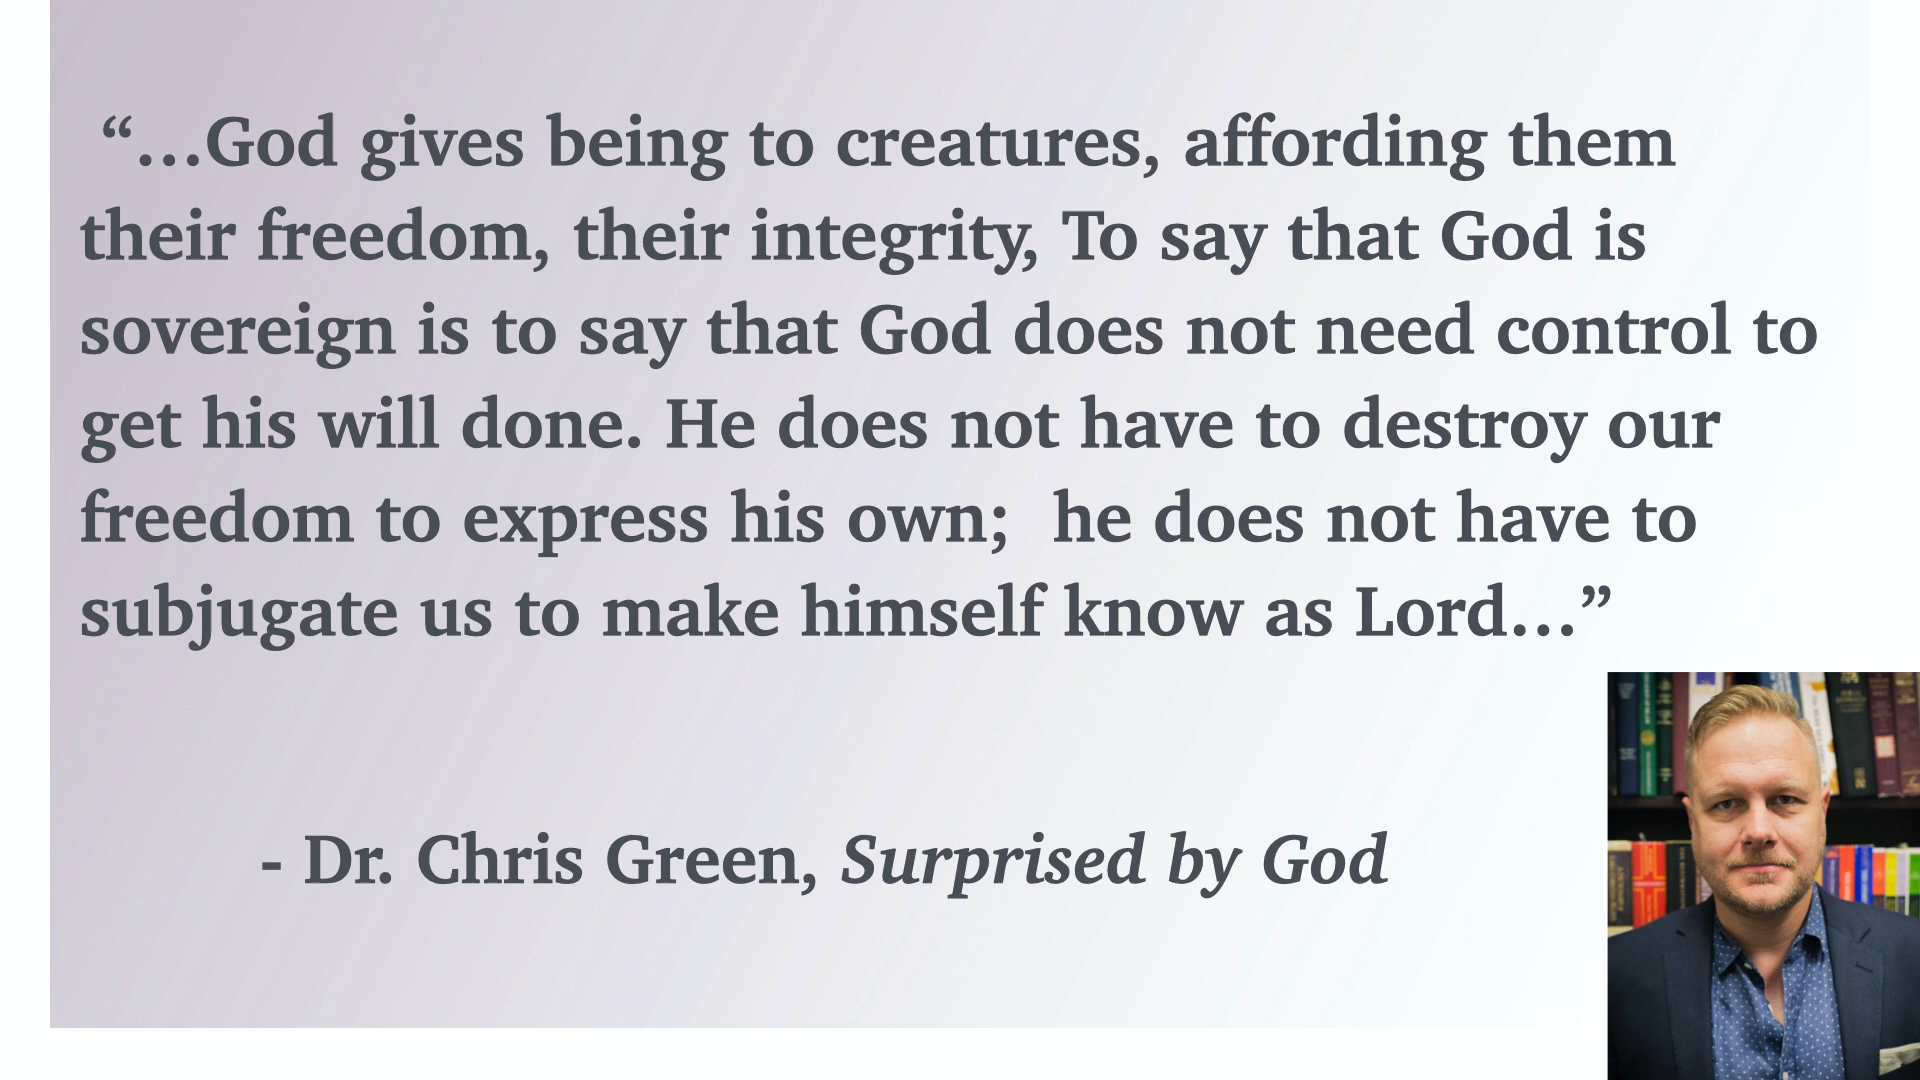 “…God gives being to creatures, affording them
their freedom, their integrity, To say that God is
sovereign is to say that God does not need control to
get his will done. He does not have to destroy our
freedom to express his own;  he does not have to
subjugate us to make himself know as Lord…”
- Dr. Chris Green, Surprised by God